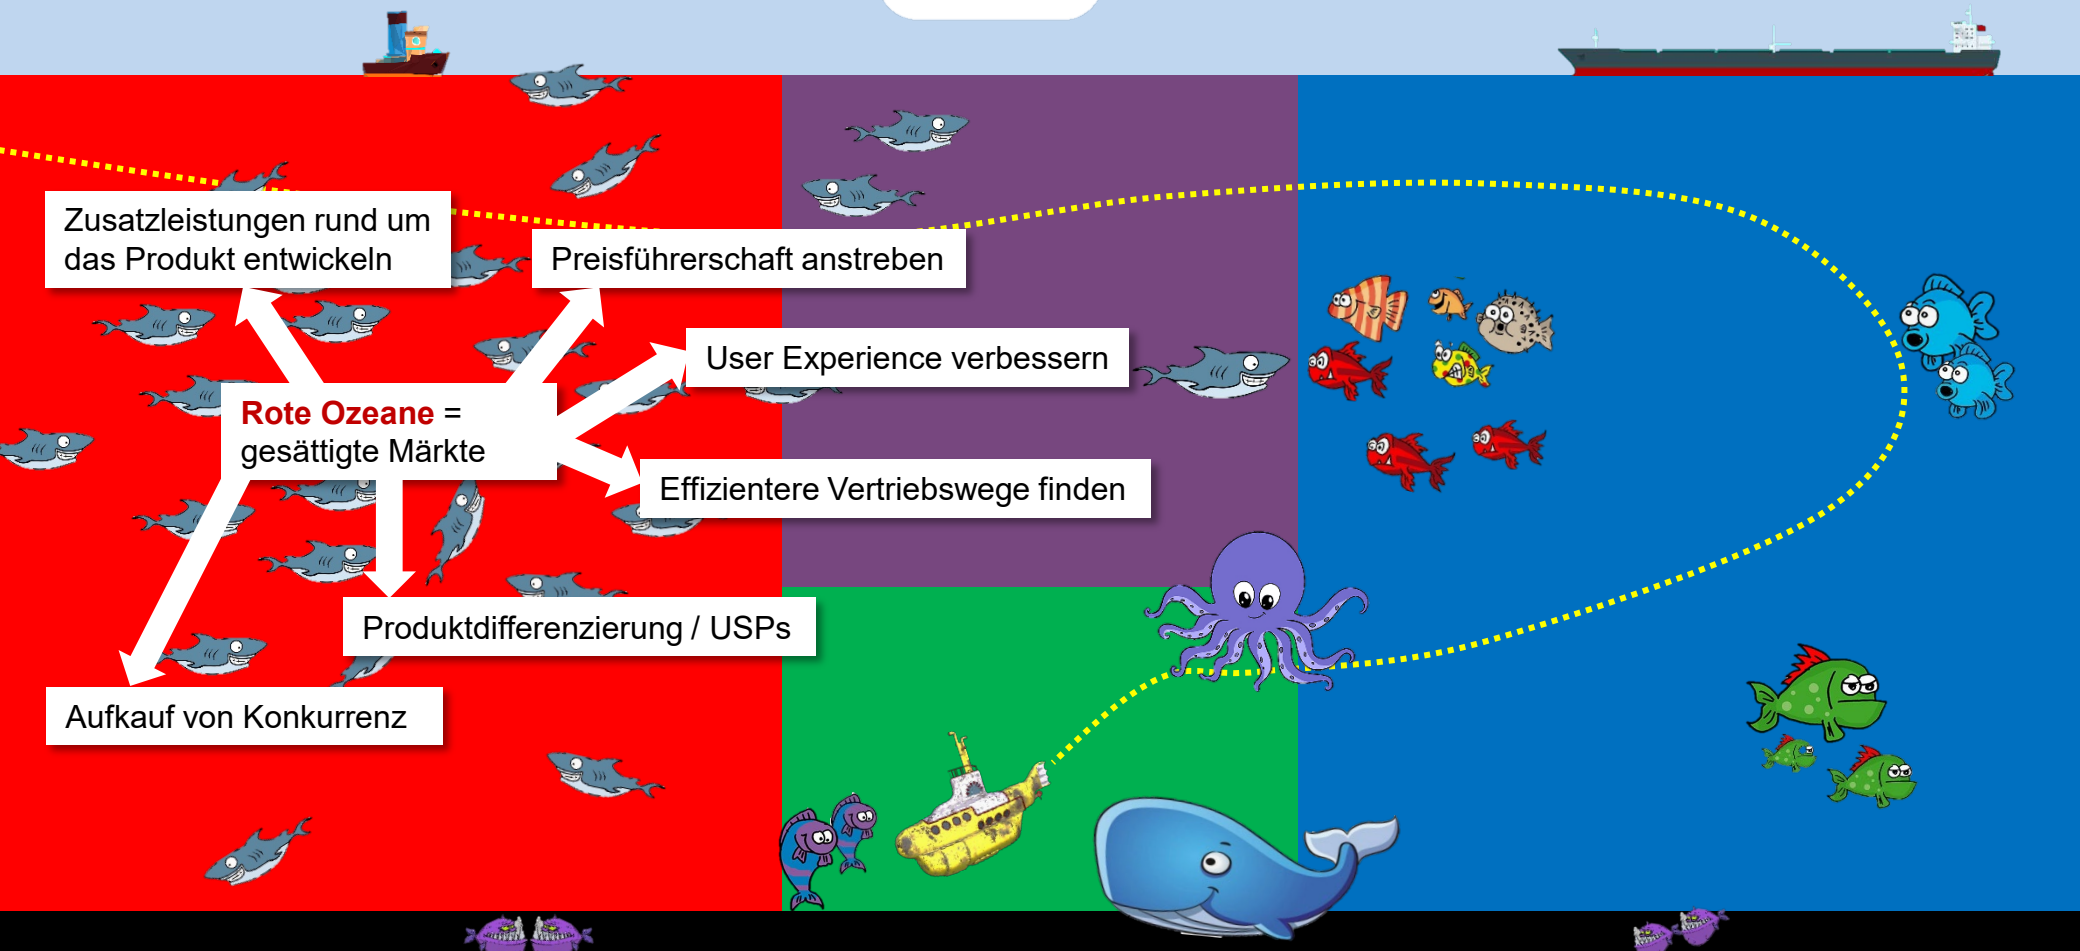 Zusatzleistungen rund um
das Produkt entwickeln
Preisführerschaft anstreben
User Experience verbessern
Rote Ozeane =
gesättigte Märkte
Effizientere Vertriebswege finden
Produktdifferenzierung / USPs
Aufkauf von Konkurrenz